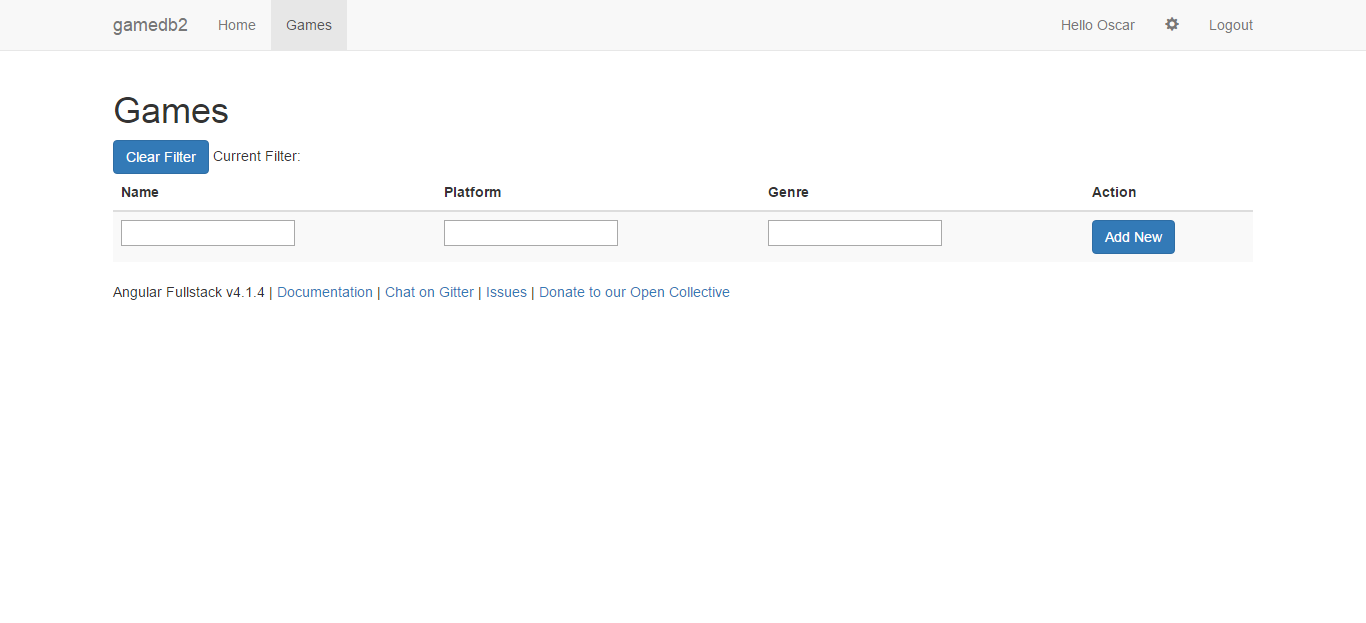 gamedb2 Home Games Hello Oscar Logout
Games
Clear Filter Current Filter:
Name Platform Genre Action
Add New
Angular Fullstack v4.1.4 | Documentation | Chat on Gitter | Issues | Donate to our Open Collective